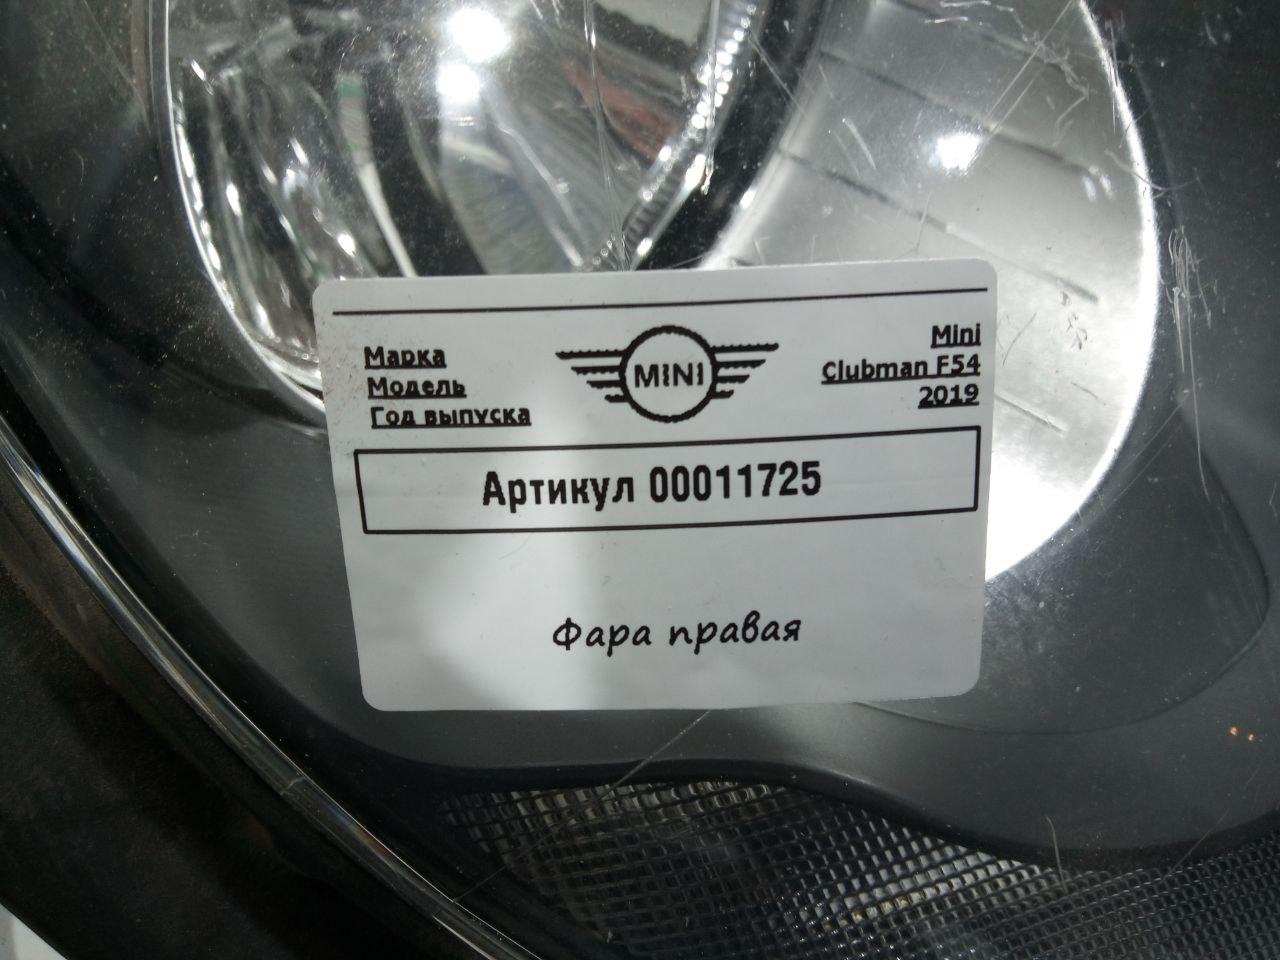 Марка
Модель
Год выпуска
MINI
Mini
Clubman F54
2019
Артикул 00011725
Фара правая